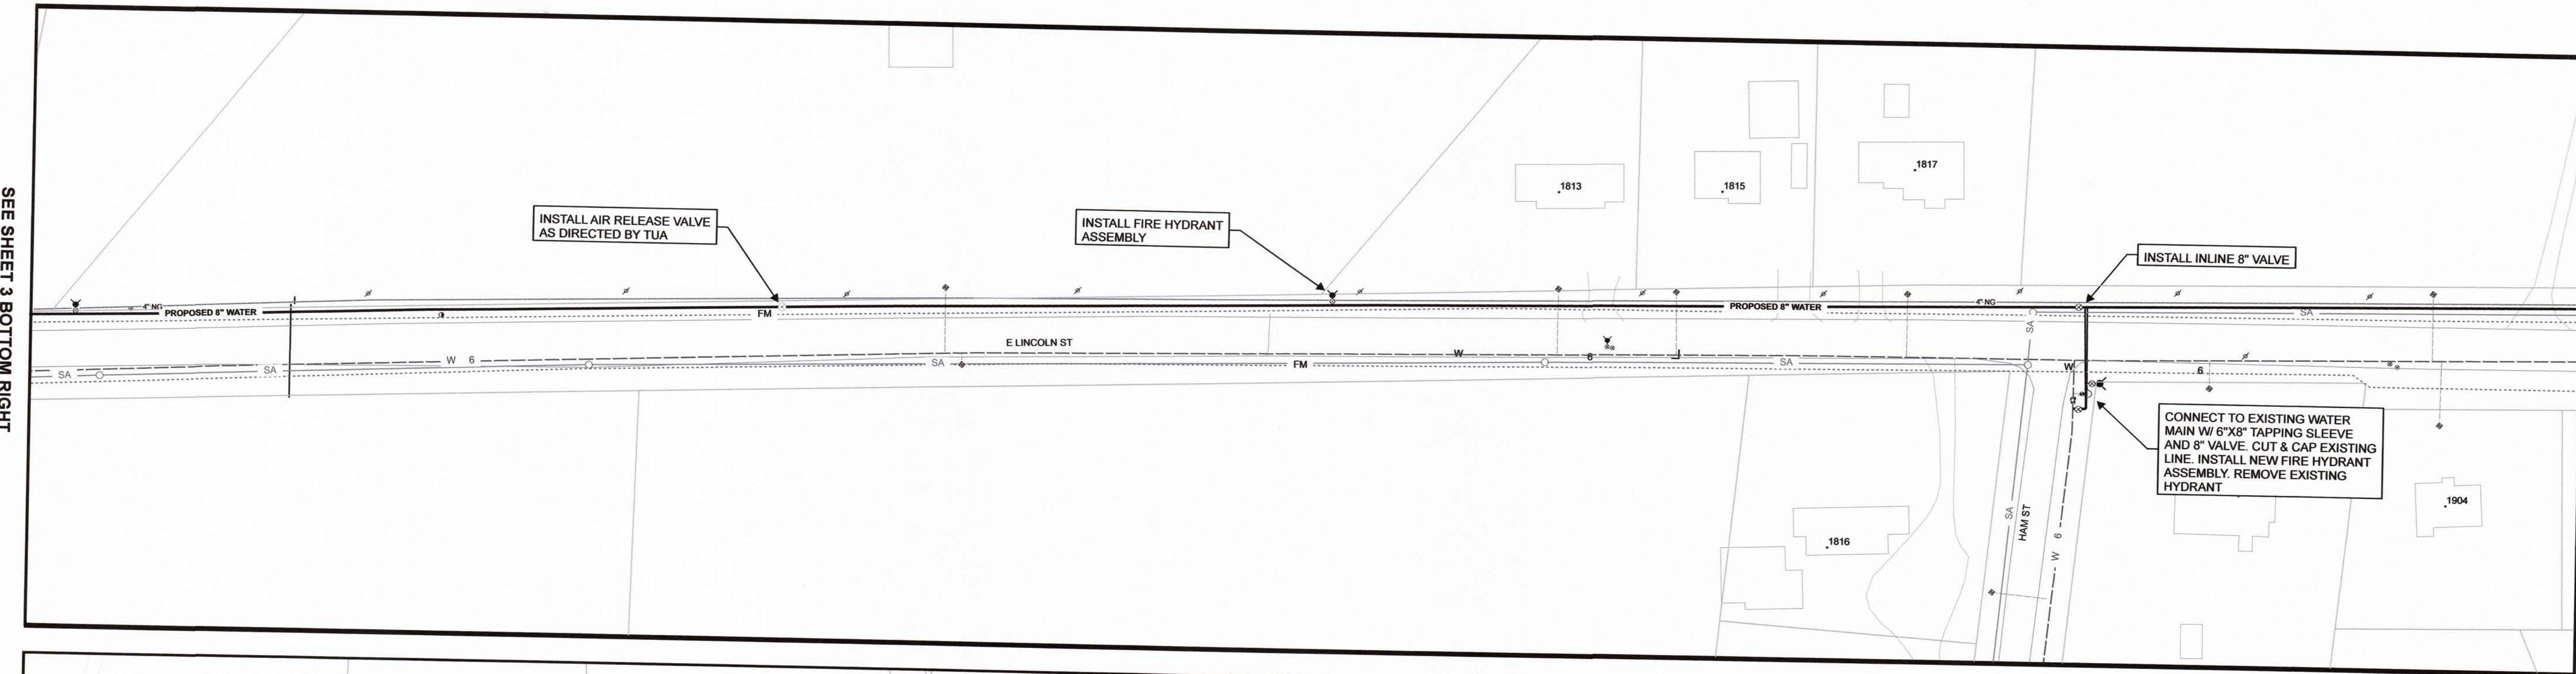 SEE SHEET 3 BOTTOM RIGHT
INSTALL AIR RELEASE VALVE
AS DIRECTED BY TUA
INSTALL FIRE HYDRANT
ASSEMBLY
1813
1815
1817
INSTALL INLINE 8" VALVE
4" NG
PROPOSED 8" WATER
FM
PROPOSED 8" WATER
4" NG
SA
SA
E LINCOLN ST
W 6
W
6
SA
SA
SA
FM
SA
W
6
CONNECT TO EXISTING WATER
MAIN W/ 6"X8" TAPPING SLEEVE
AND 8" VALVE. CUT & CAP EXISTING
LINE. INSTALL NEW FIRE HYDRANT
ASSEMBLY. REMOVE EXISTING
HYDRANT
1816
SA
HAM ST
W 6
1904